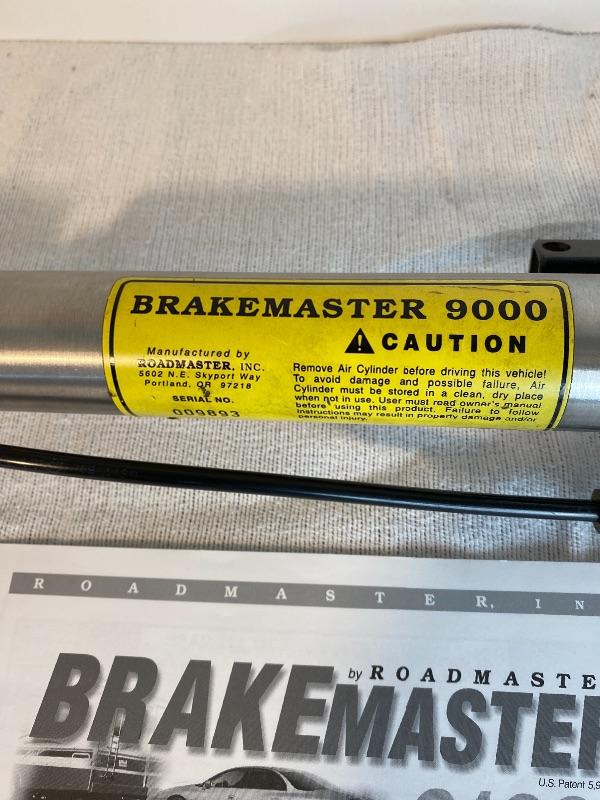 BRAKEMASTER 9000
CAUTION
Manufactured by
ROADMASTER, INC.
5602 N.E. Skyport Way
Portland, OR 97218
SERIAL NO.
009893
Remove Air Cylinder before driving this vehicle!
To avoid damage and possible failure, Air
Cylinder must be stored in a clean, dry place
when not in use. User must read owner's manual
before using this product. Failure to follow
instructions may result in property damage and/or
personal injury.
ROADMASTER, IN
by ROADMASTE
BRAKEMASTER
U.S. Patent 5,9